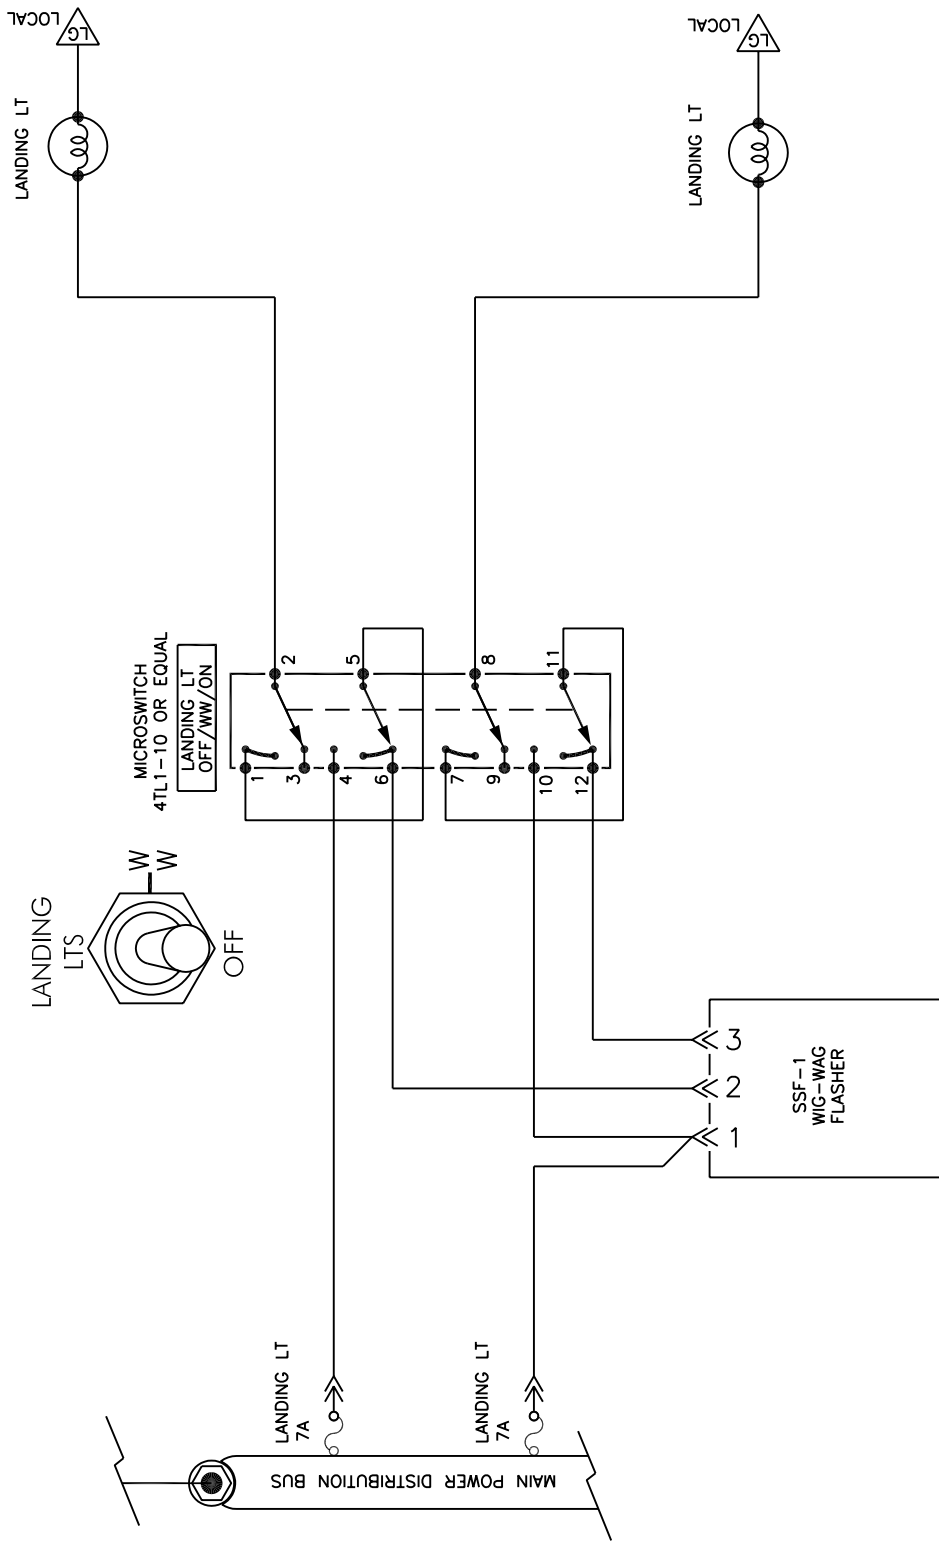 LOCAL
LG
LANDING LT
LOCAL
LG
LANDING LT
MICROSWITCH
4TL1-10 OR EQUAL
LANDING LT
OFF/WW/ON
2
5
8
11
1
3
4
6
7
9
10
12
LANDING
LTS
W
W
OFF
3
2
1
SSF-1
WIG-WAG
FLASHER
LANDING LT
7A
LANDING LT
7A
MAIN POWER DISTRIBUTION BUS